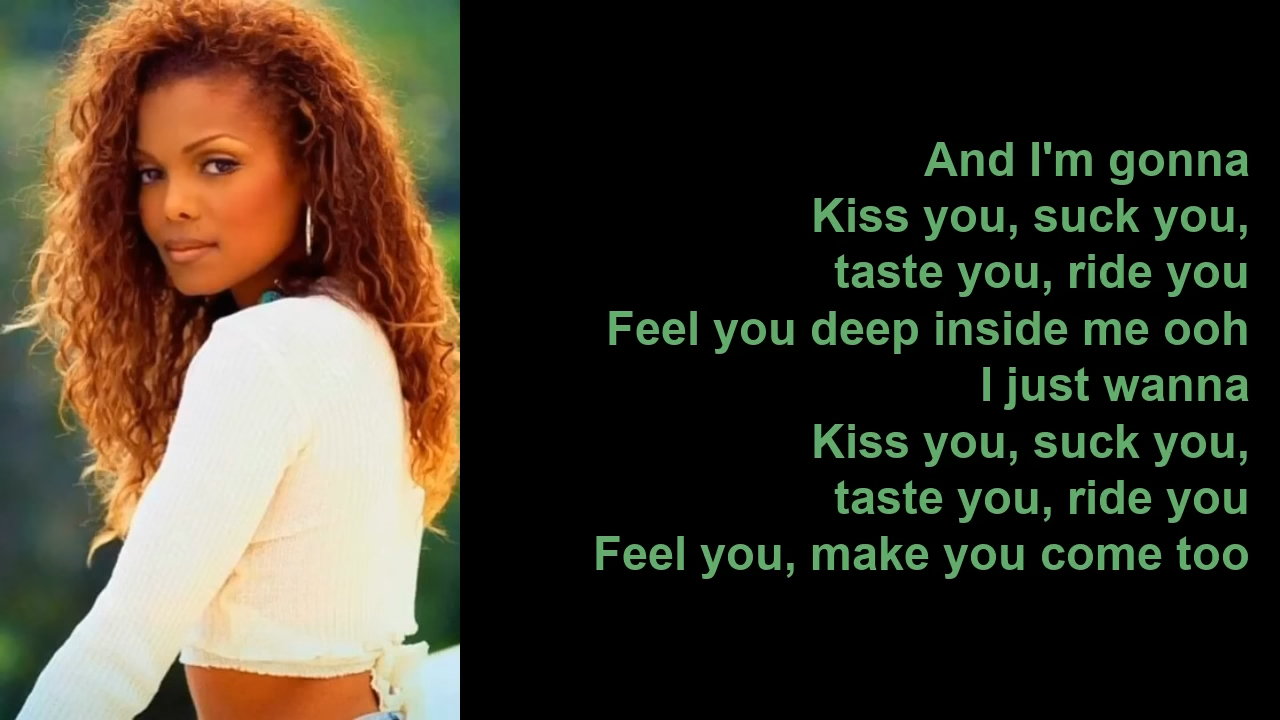 And I'm gonna
Kiss you, suck you,
taste you, ride you
Feel you deep inside me ooh
I just wanna
Kiss you, suck you,
taste you, ride you
Feel you, make you come too